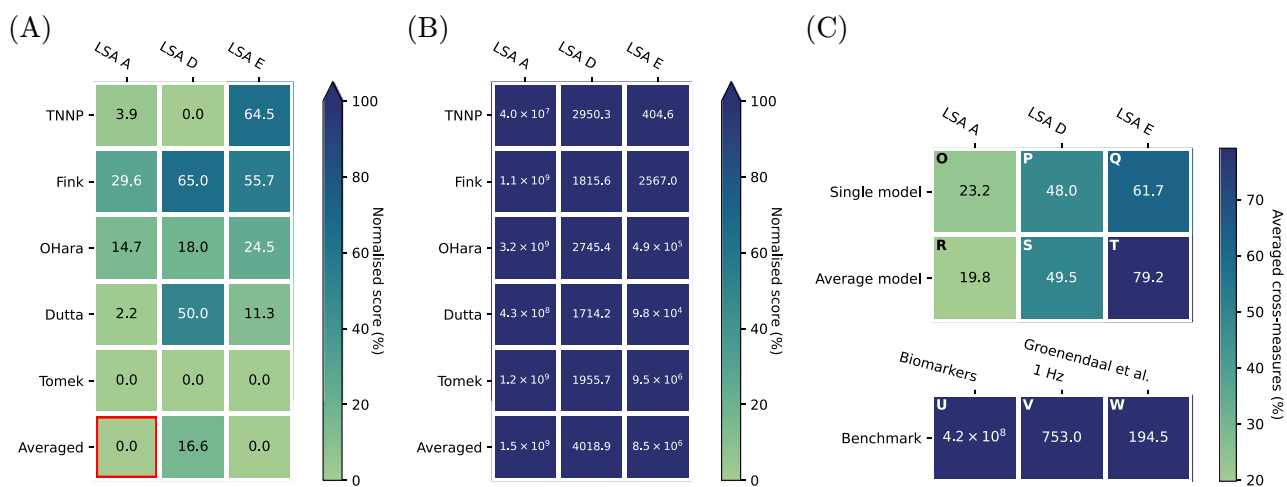 (A)
LSA A LSA D LSA E
TNNP 3.9 0.0 64.5
Fink 29.6 65.0 55.7
OHara 14.7 18.0 24.5
Dutta 2.2 50.0 11.3
Tomek 0.0 0.0 0.0
Averaged 0.0 16.6 0.0
100
80
60
40
20
0
Normalised score (%)
(B)
LSA A LSA D LSA E
TNNP 4.0 × 10⁷ 2950.3 404.6
Fink 1.1 × 10⁹ 1815.6 2567.0
OHara 3.2 × 10⁹ 2745.4 4.9 × 10⁵
Dutta 4.3 × 10⁸ 1714.2 9.8 × 10⁴
Tomek 1.2 × 10⁹ 1955.7 9.5 × 10⁶
Averaged 1.5 × 10⁹ 4018.9 8.5 × 10⁶
100
80
60
40
20
0
Normalised score (%)
(C)
LSA A LSA D LSA E
O P Q
Single model 23.2 48.0 61.7
R S T
Average model 19.8 49.5 79.2
Biomarkers Groenendaal et al.
1 Hz
U V W
Benchmark 4.2 × 10⁸ 753.0 194.5
70
60
50
40
30
20
Averaged cross-measures (%)